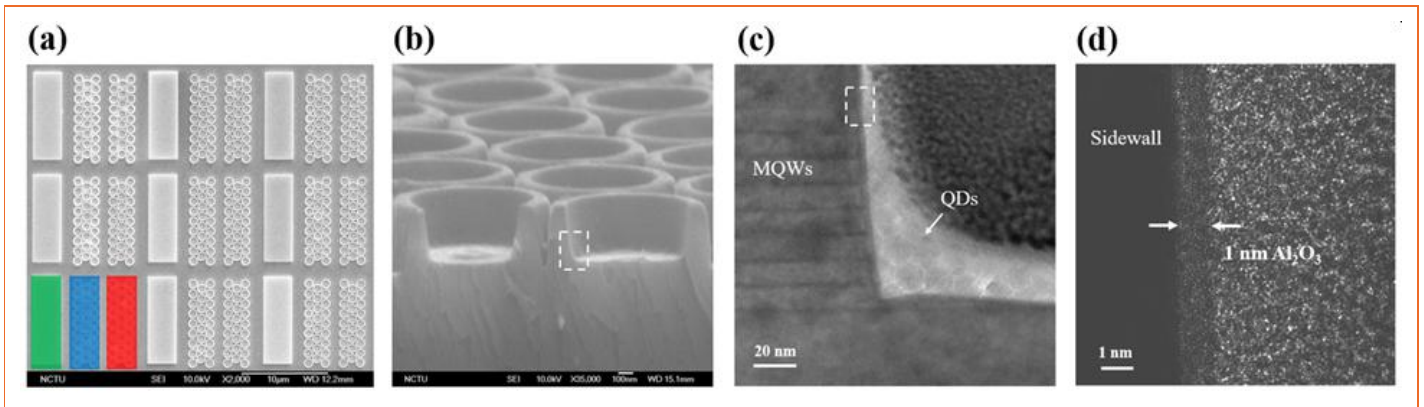 (a)
(b)
(c)
(d)
NCTU SEI 10.0kV X2,000 10μm WD 12.2mm
NCTU SEI 10.0kV X35,000 100nm WD 15.1mm
MQWs
QDs
20 nm
Sidewall
1 nm Al₂O₃
1 nm